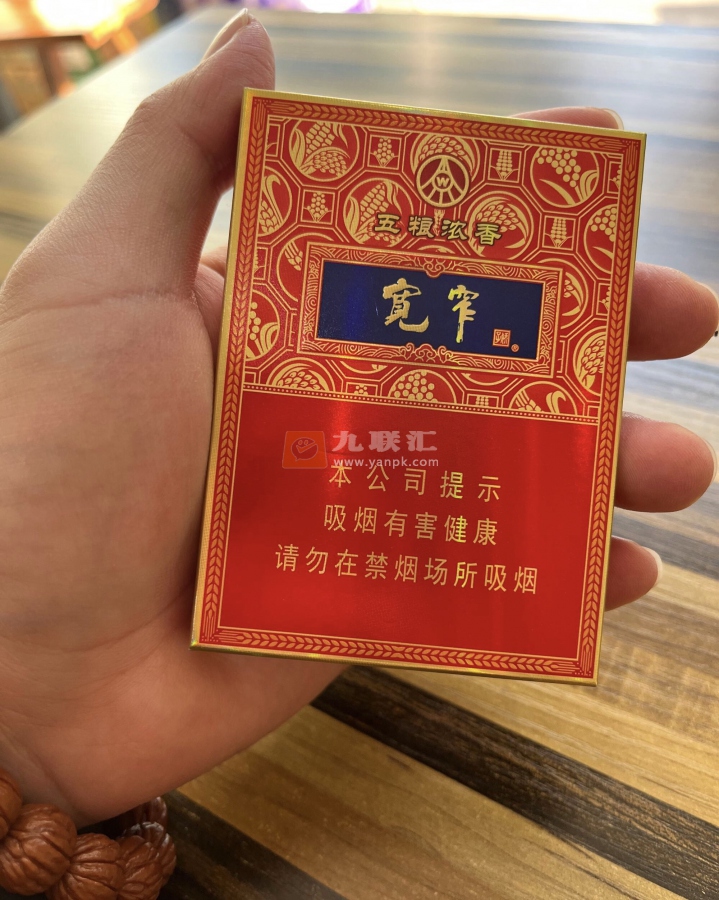 五粮浓香
宽窄
®
九联汇
www.yanpk.com
本公司提示
吸烟有害健康
请勿在禁烟场所吸烟